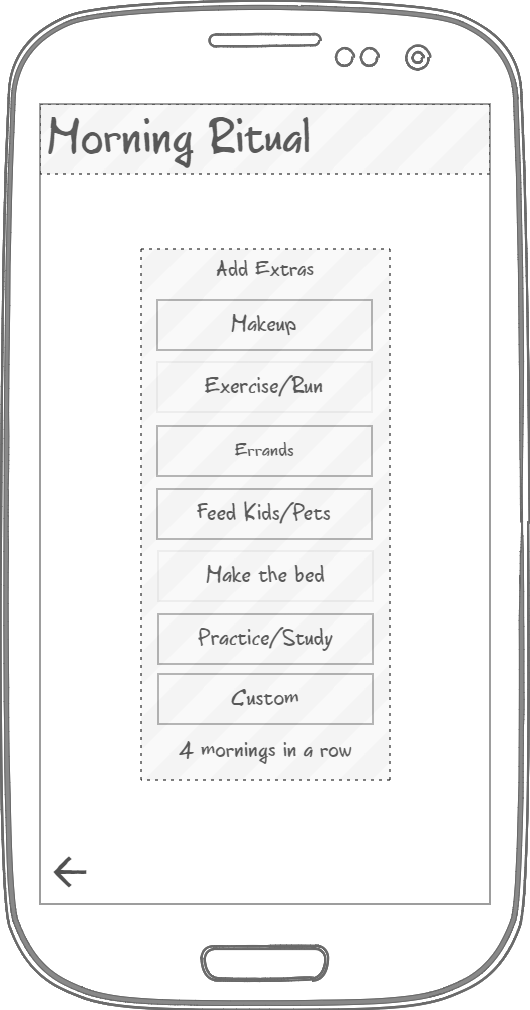 Morning Ritual
Add Extras
Makeup
Exercise/Run
Errands
Feed Kids/Pets
Make the bed
Practice/Study
Custom
4 mornings in a row